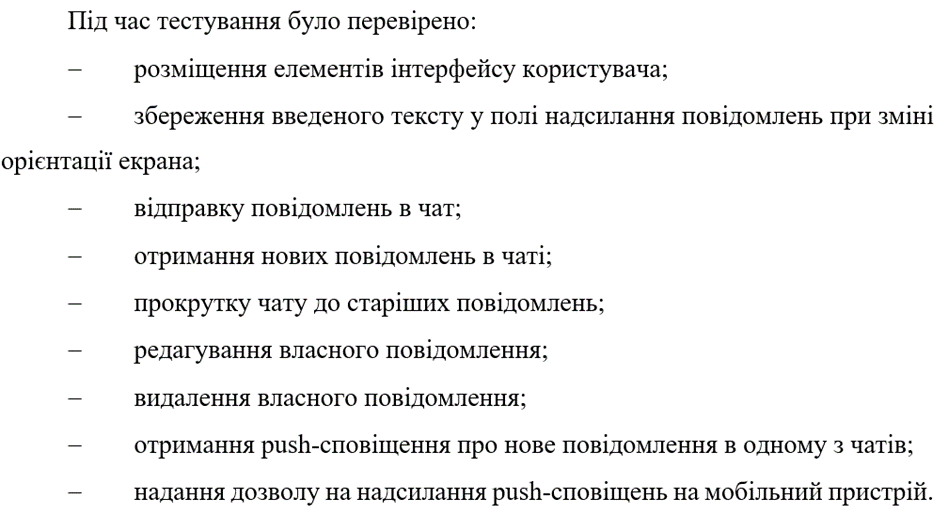 Під час тестування було перевірено:
– розміщення елементів інтерфейсу користувача;
– збереження введеного тексту у полі надсилання повідомлень при зміні
орієнтації екрана;
– відправку повідомлень в чат;
– отримання нових повідомлень в чаті;
– прокрутку чату до старіших повідомлень;
– редагування власного повідомлення;
– видалення власного повідомлення;
– отримання push-сповіщення про нове повідомлення в одному з чатів;
– надання дозволу на надсилання push-сповіщень на мобільний пристрій.